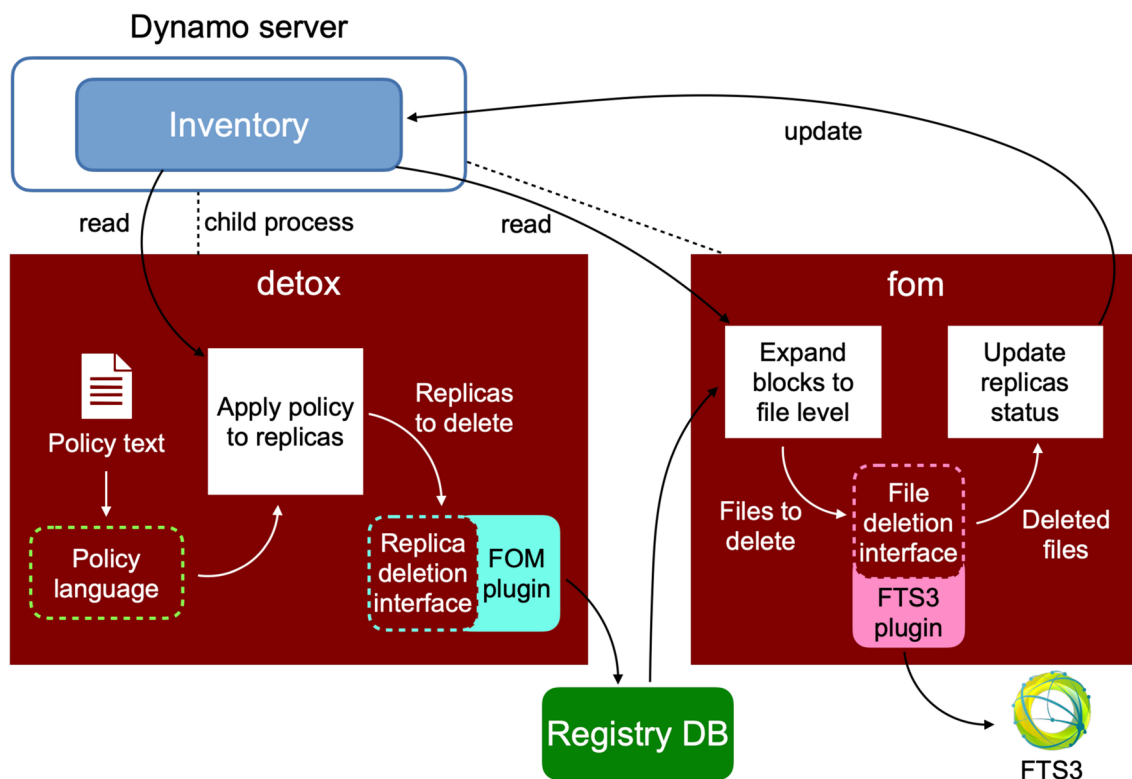 Dynamo server
Inventory
update
read
child process
read
detox
fom
Policy text
Apply policy
to replicas
Replicas
to delete
Policy
language
Replica
deletion
interface
FOM
plugin
Expand
blocks to
file level
Update
replicas
status
Files to
delete
File
deletion
interface
Deleted
files
FTS3
plugin
Registry DB
FTS3